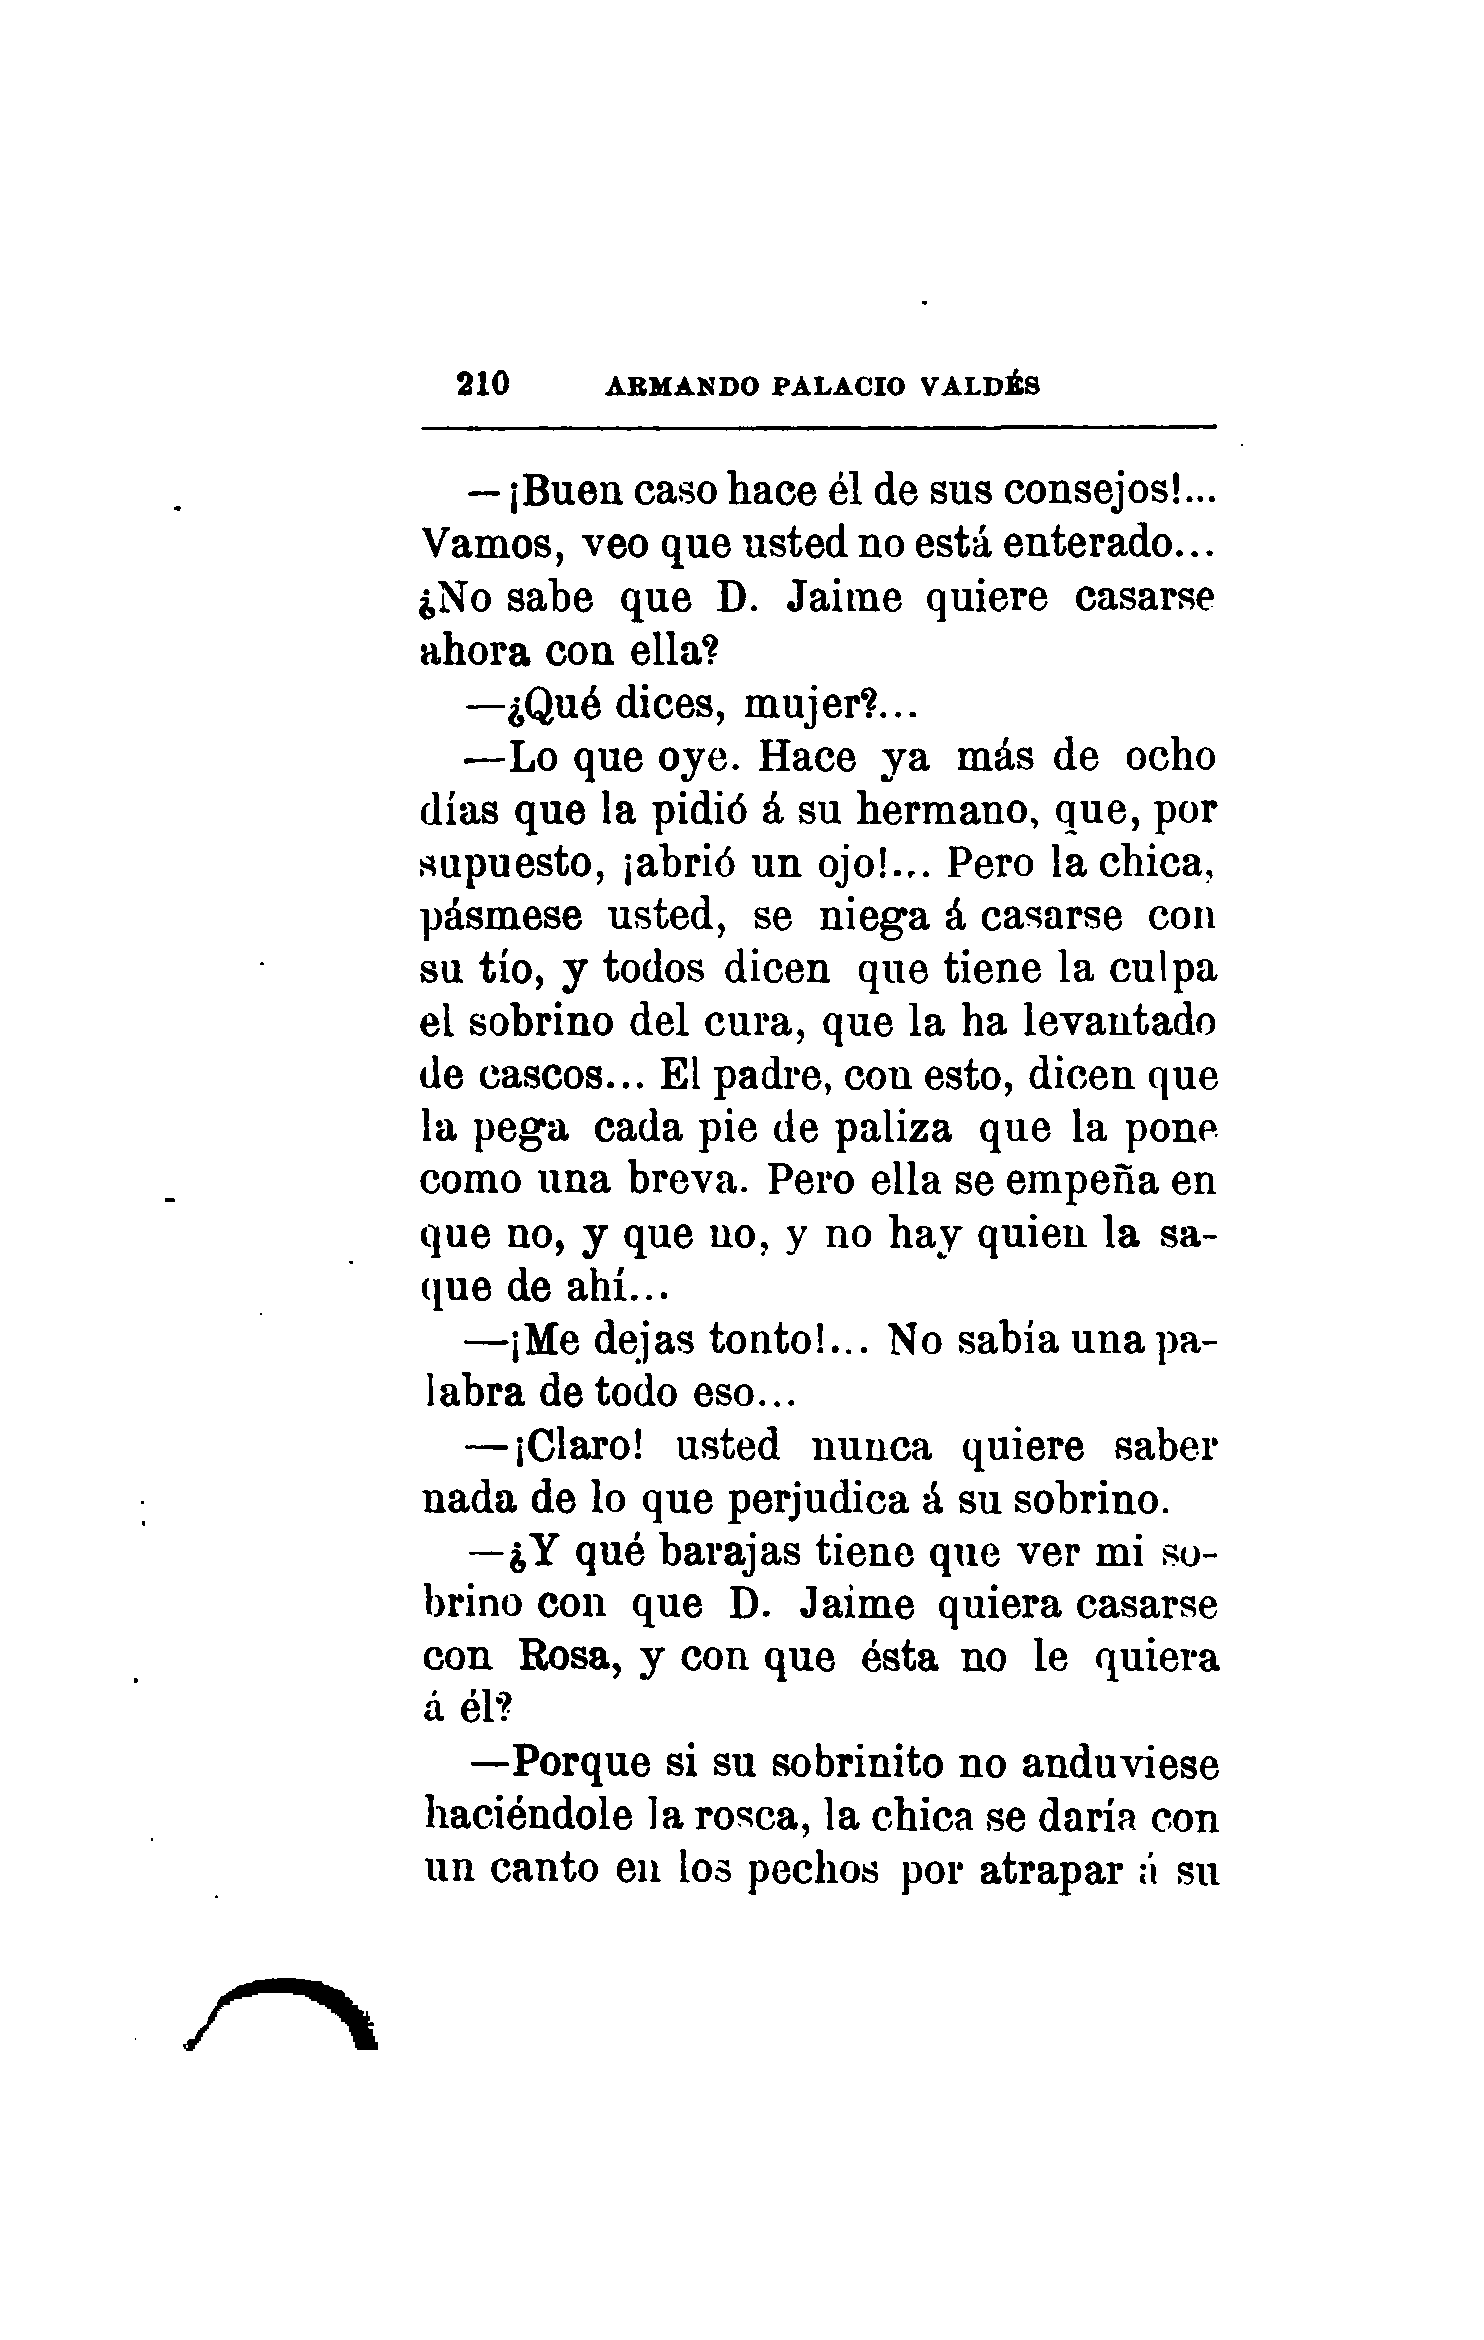 210 ARMANDO PALACIO VALDÉS
—¡Buen caso hace él de sus consejos!...
Vamos, veo que usted no está enterado...
¿No sabe que D. Jaime quiere casarse
ahora con ella?
—¿Qué dices, mujer?...
—Lo que oye. Hace ya más de ocho
días que la pidió á su hermano, que, por
supuesto, ¡abrió un ojo!... Pero la chica,
pásmese usted, se niega á casarse con
su tío, y todos dicen que tiene la culpa
el sobrino del cura, que la ha levantado
de cascos... El padre, con esto, dicen que
la pega cada pie de paliza que la pone
como una breva. Pero ella se empeña en
que no, y que no, y no hay quien la sa-
que de ahí...
—¡Me dejas tonto!... No sabía una pa-
labra de todo eso...
—¡Claro! usted nunca quiere saber
nada de lo que perjudica á su sobrino.
—¿Y qué barajas tiene que ver mi so-
brino con que D. Jaime quiera casarse
con Rosa, y con que ésta no le quiera
á él?
—Porque si su sobrinito no anduviese
haciéndole la rosca, la chica se daría con
un canto en los pechos por atrapar á su